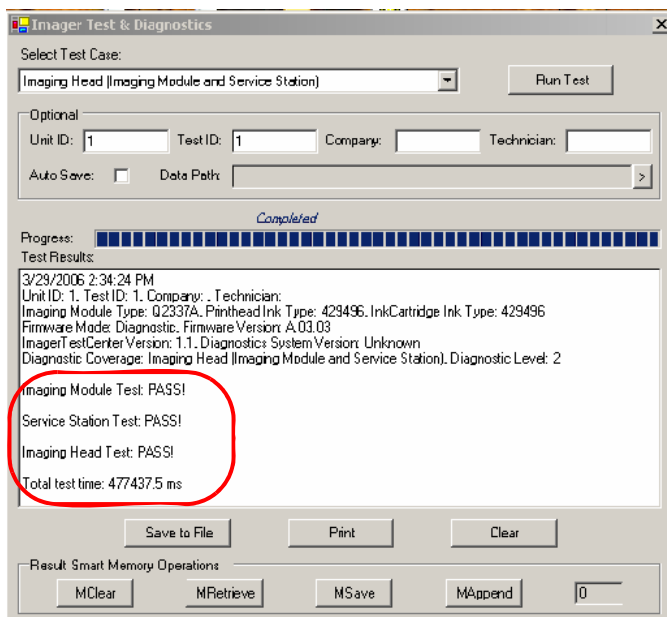 Imager Test & Diagnostics
Select Test Case:
Imaging Head (Imaging Module and Service Station)
Run Test
Optional
Unit ID: 1 Test ID: 1 Company: Technician:
Auto Save: Data Path: >
Completed
Progress:
Test Results:
3/29/2006 2:34:24 PM
Unit ID: 1, Test ID: 1, Company: , Technician:
Imaging Module Type: Q2337A, Printhead Ink Type: 429496, InkCartridge Ink Type: 429496
Firmware Mode: Diagnostic, Firmware Version: A.03.03
ImagerTestCenter Version: 1.1, Diagnostics System Version: Unknown
Diagnostic Coverage: Imaging Head (Imaging Module and Service Station), Diagnostic Level: 2
Imaging Module Test: PASS!
Service Station Test: PASS!
Imaging Head Test: PASS!
Total test time: 477437.5 ms
Save to File Print Clear
Result Smart Memory Operations
MClear MRetrieve MSave MAppend 0